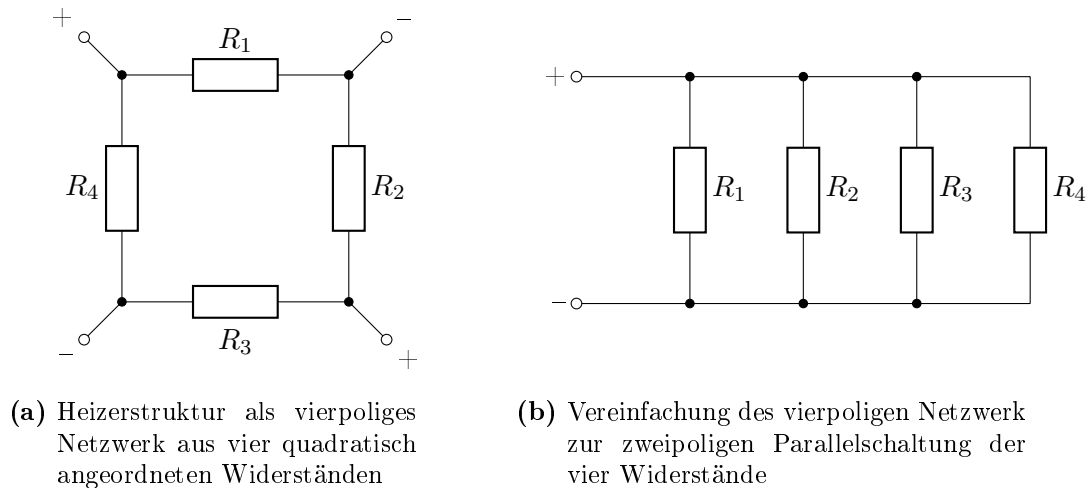 +
−
R1
R4
R2
R3
−
+
+
R1
R2
R3
R4
−
(a) Heizerstruktur als vierpoliges
Netzwerk aus vier quadratisch
angeordneten Widerständen
(b) Vereinfachung des vierpoligen Netzwerk
zur zweipoligen Parallelschaltung der
vier Widerstände